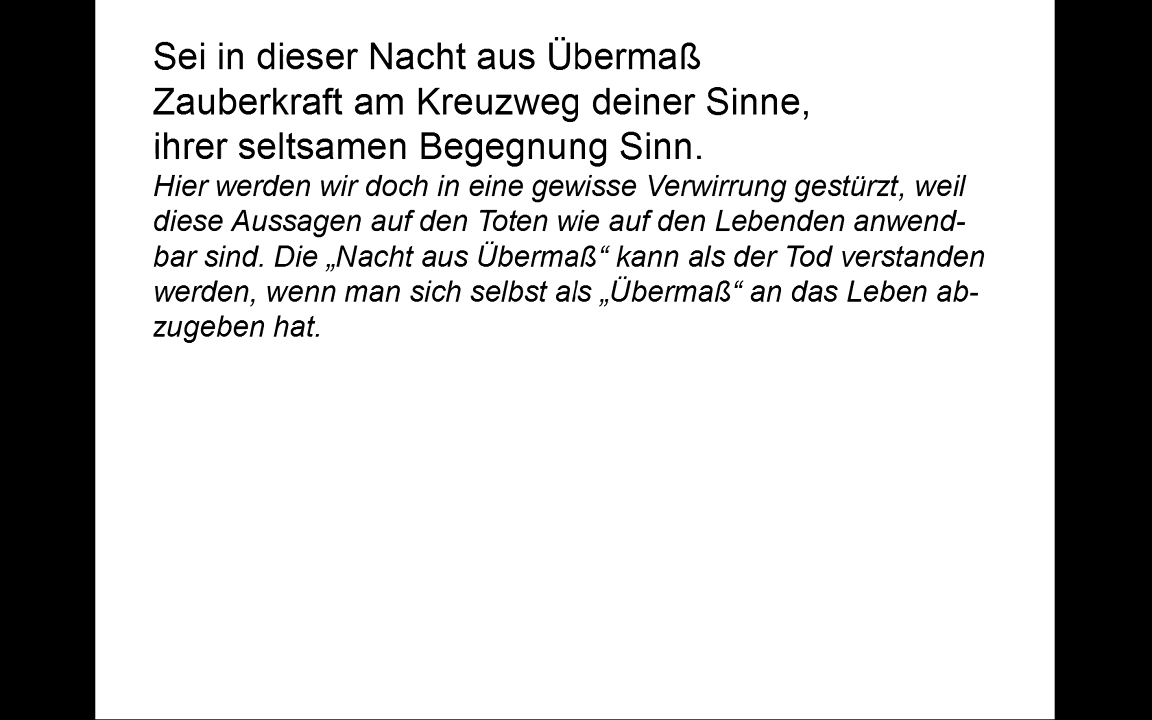 Sei in dieser Nacht aus Übermaß
Zauberkraft am Kreuzweg deiner Sinne,
ihrer seltsamen Begegnung Sinn.
Hier werden wir doch in eine gewisse Verwirrung gestürzt, weil
diese Aussagen auf den Toten wie auf den Lebenden anwend-
bar sind. Die „Nacht aus Übermaß“ kann als der Tod verstanden
werden, wenn man sich selbst als „Übermaß“ an das Leben ab-
zugeben hat.